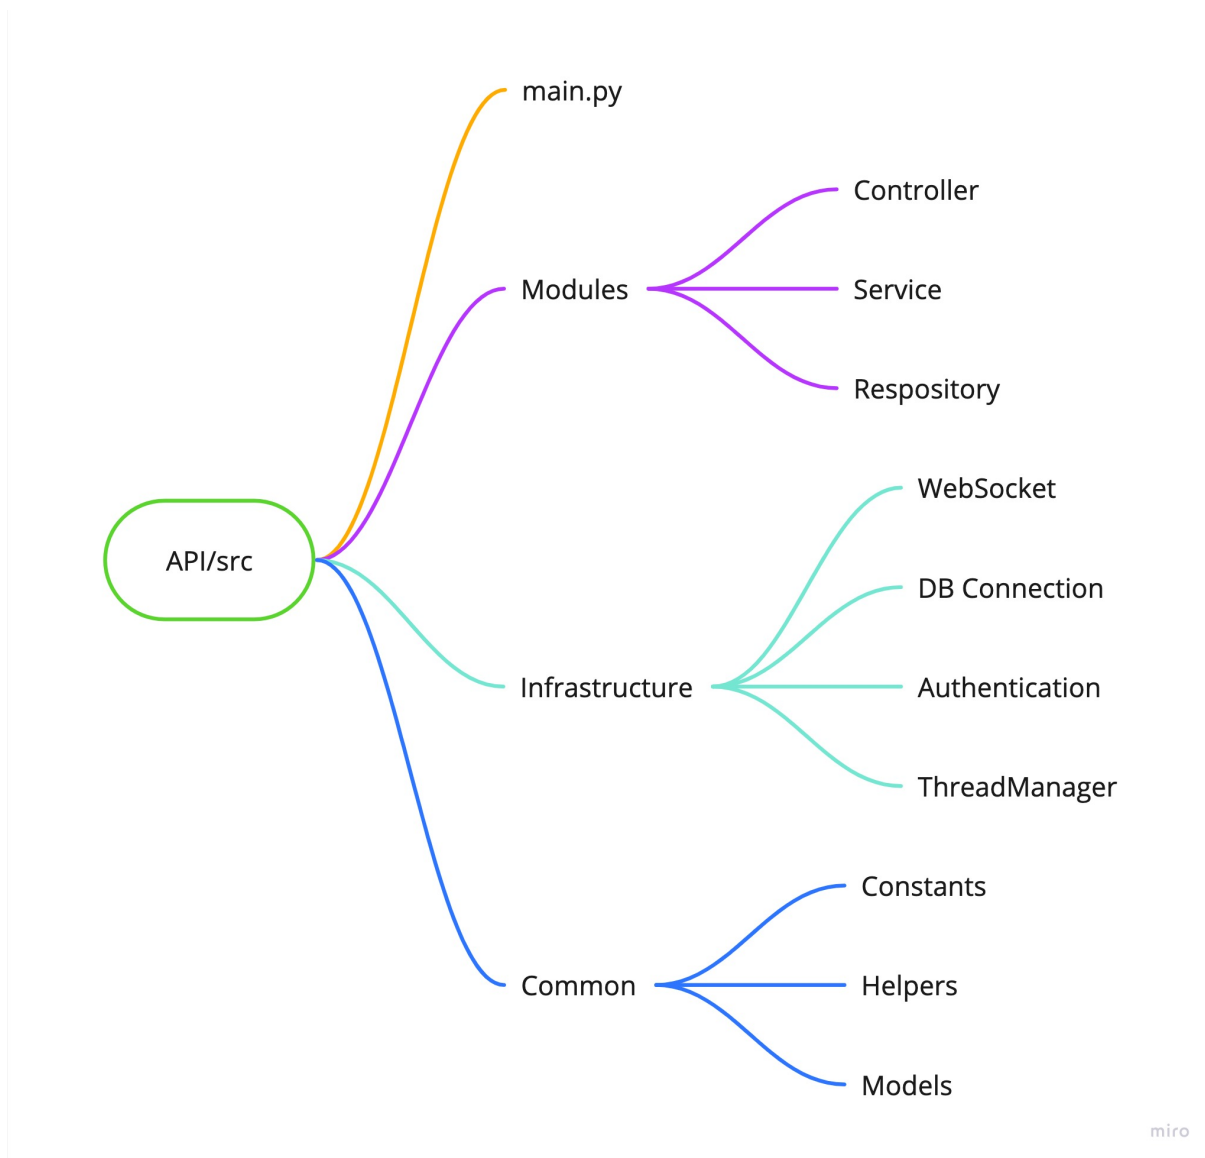 main.py
Controller
Modules
Service
Respository
WebSocket
API/src
DB Connection
Infrastructure
Authentication
ThreadManager
Constants
Common
Helpers
Models
miro